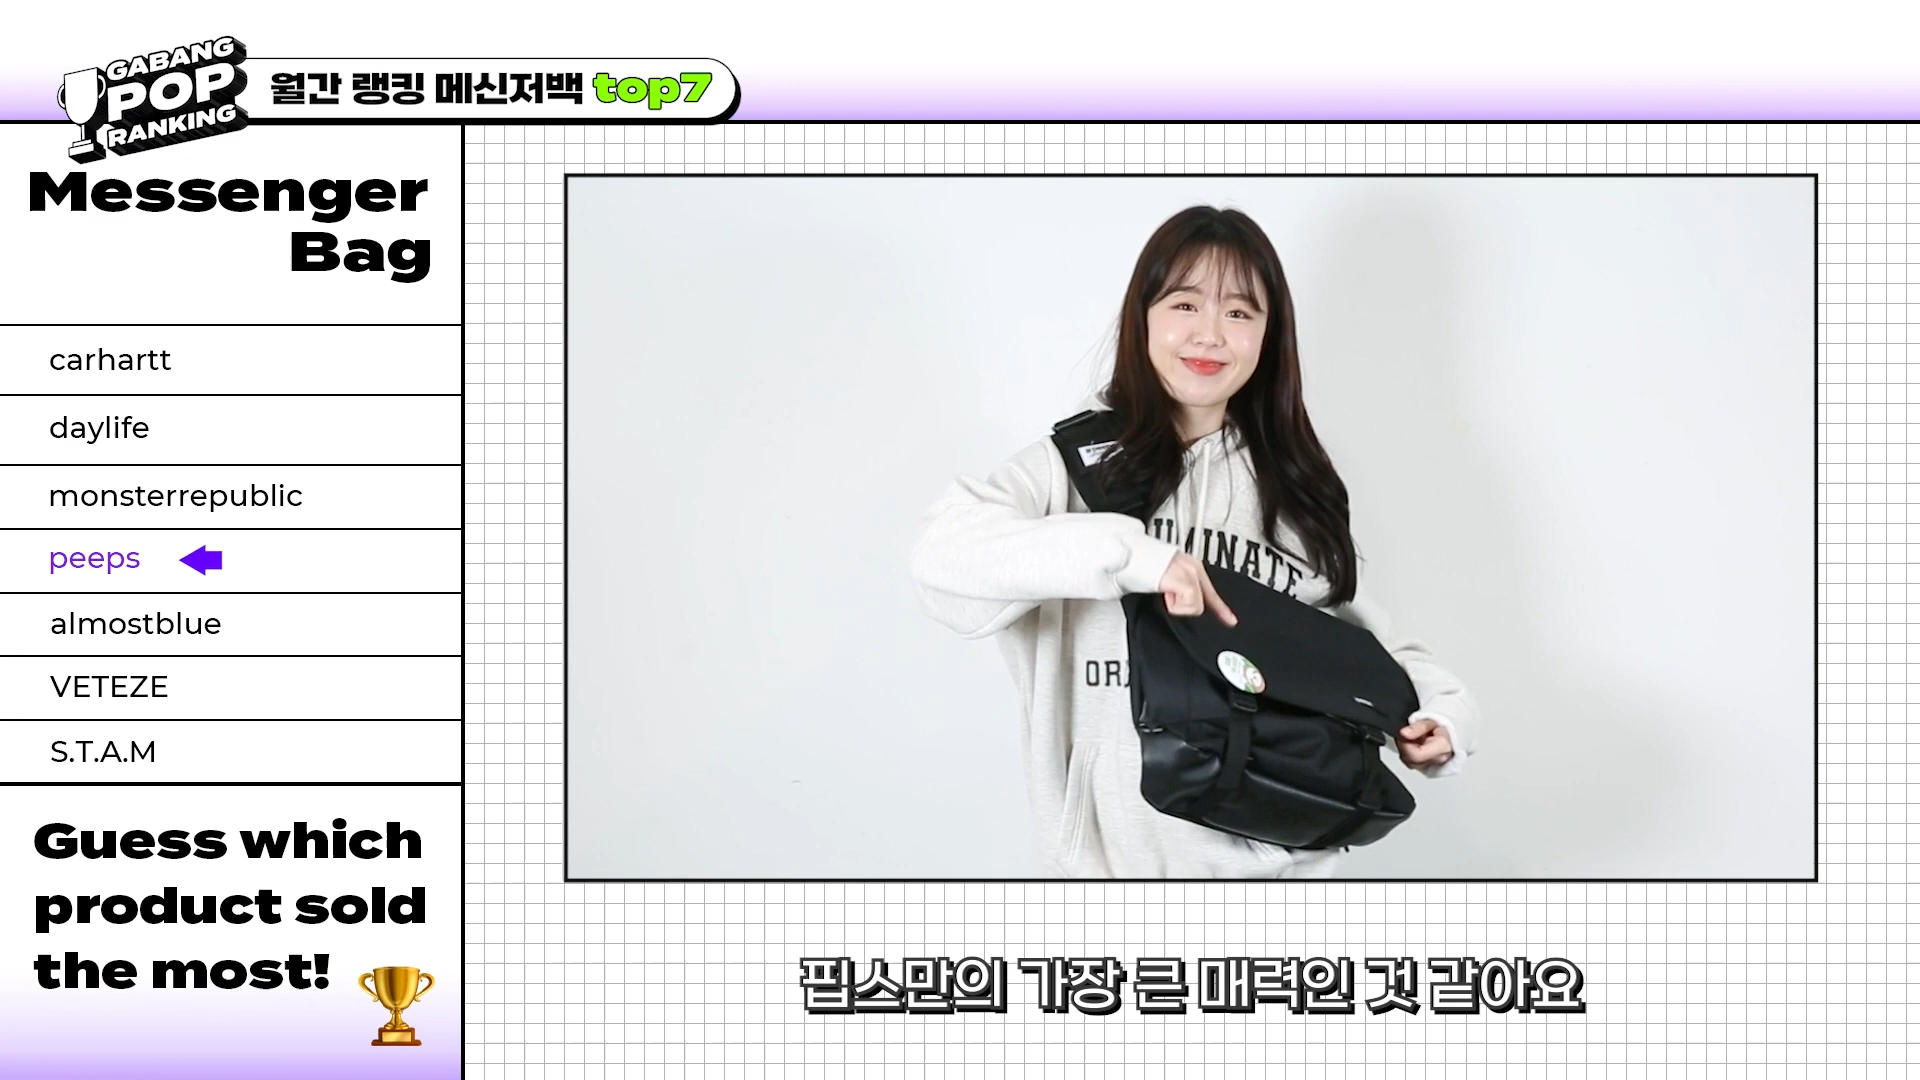 GABANG
POP
RANKING
월간 랭킹 메신저백 top7
Messenger
Bag
carhartt
daylife
monsterrepublic
peeps
almostblue
VETEZE
S.T.A.M
Guess which
product sold
the most!
핍스만의 가장 큰 매력인 것 같아요